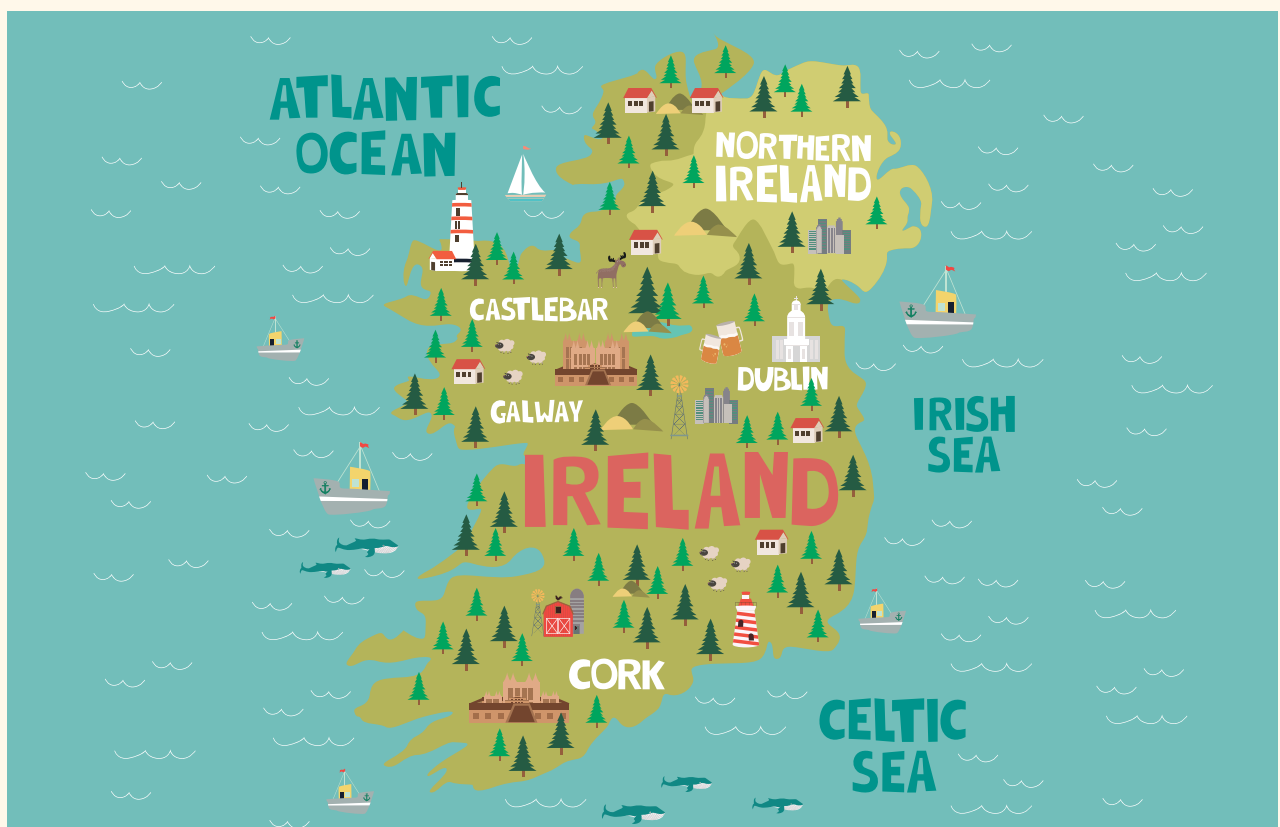 ATLANTIC
OCEAN
NORTHERN
IRELAND
CASTLEBAR
DUBLIN
GALWAY
IRISH
SEA
IRELAND
CORK
CELTIC
SEA